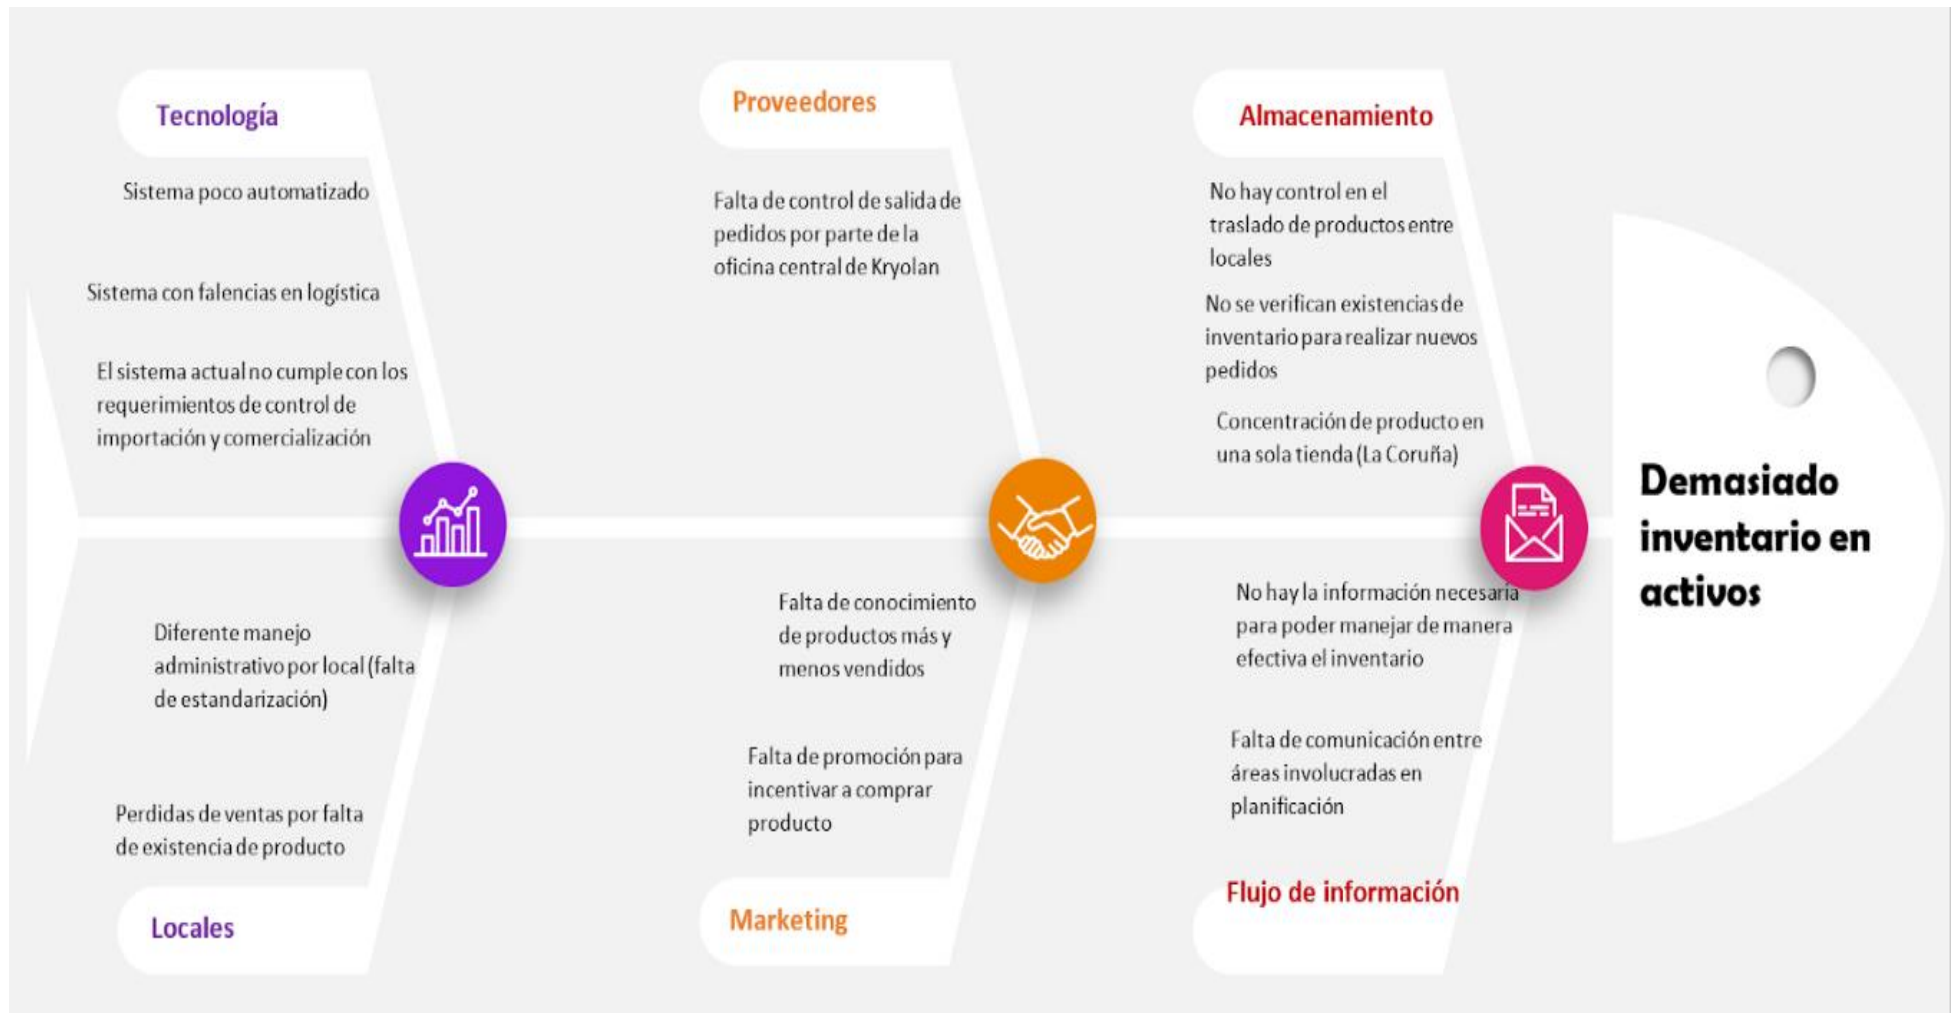 Tecnología
Sistema poco automatizado
Sistema con falencias en logística
El sistema actual no cumple con los
requerimientos de control de
importación y comercialización
Proveedores
Falta de control de salida de
pedidos por parte de la
oficina central de Kryolan
Almacenamiento
No hay control en el
traslado de productos entre
locales
No se verifican existencias de
inventario para realizar nuevos
pedidos
Concentración de producto en
una sola tienda (La Coruña)
Demasiado
inventario en
activos
Diferente manejo
administrativo por local (falta
de estandarización)
Perdidas de ventas por falta
de existencia de producto
Locales
Falta de conocimiento
de productos más y
menos vendidos
Falta de promoción para
incentivar a comprar
producto
Marketing
No hay la información necesaria
para poder manejar de manera
efectiva el inventario
Falta de comunicación entre
áreas involucradas en
planificación
Flujo de información